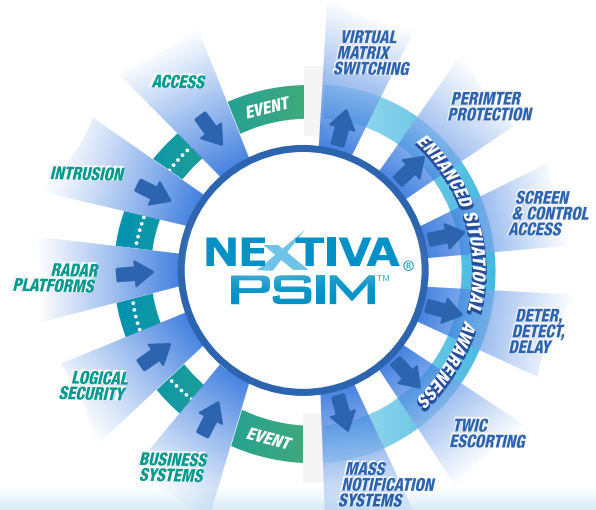 VIRTUAL
MATRIX
SWITCHING
ACCESS
EVENT
PERIMTER
PROTECTION
INTRUSION
ENHANCED SITUATIONAL AWARENESS
SCREEN
& CONTROL
ACCESS
NEXTIVA®
PSIM™
RADAR
PLATFORMS
DETER,
DETECT,
DELAY
LOGICAL
SECURITY
TWIC
ESCORTING
EVENT
BUSINESS
SYSTEMS
MASS
NOTIFICATION
SYSTEMS